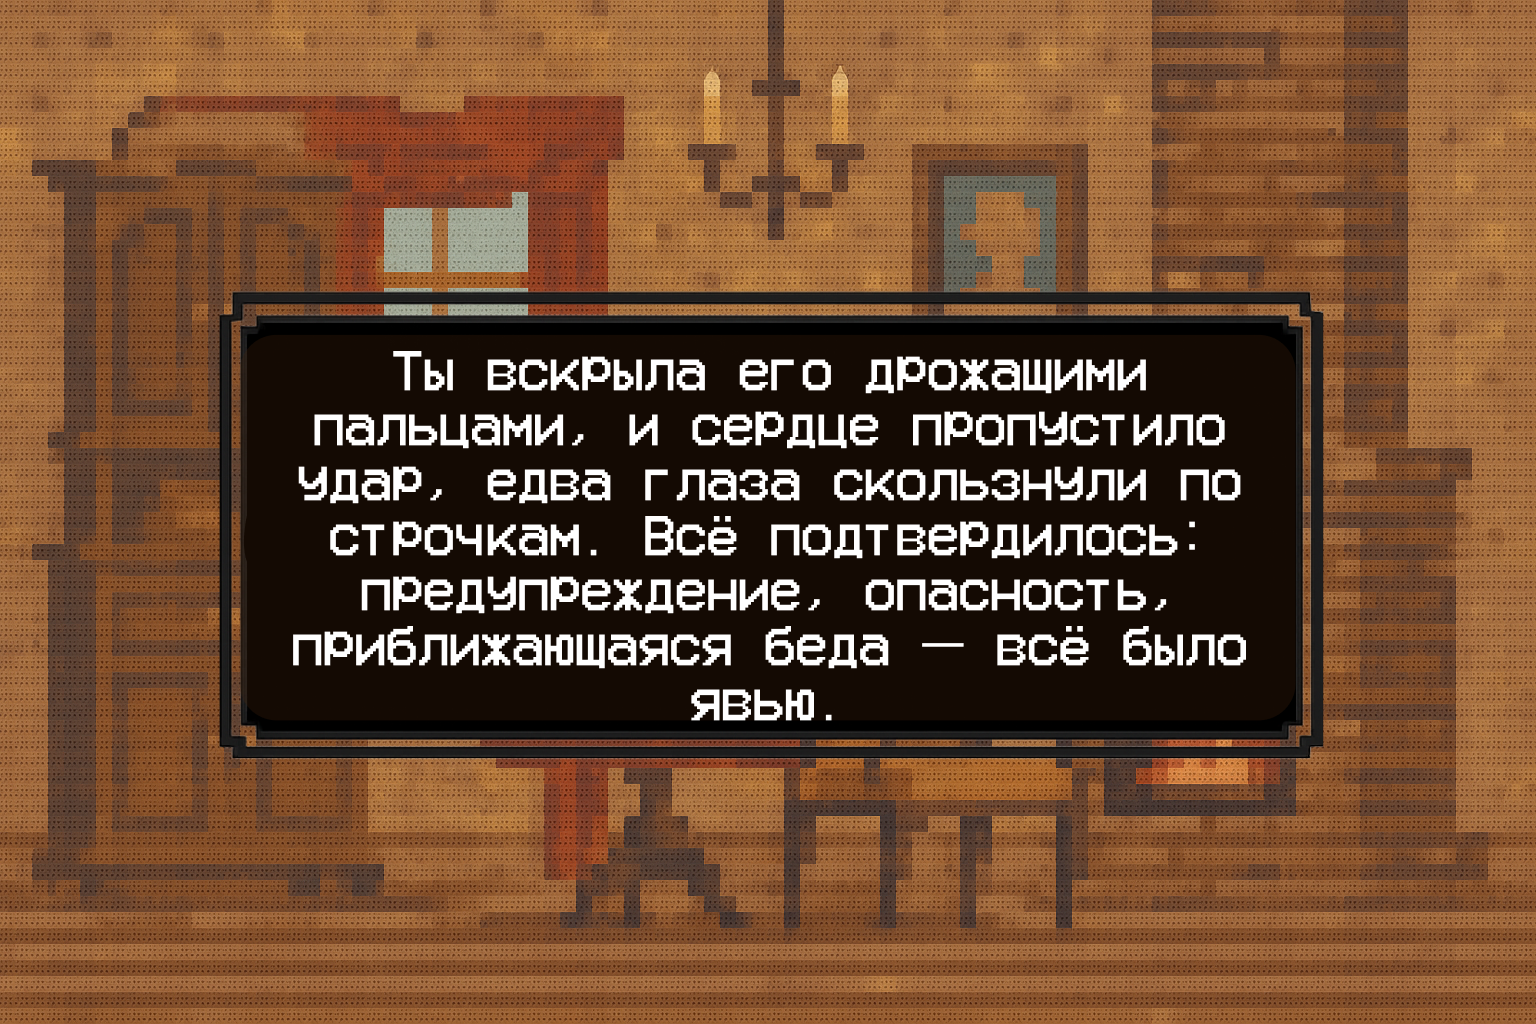 Ты вскрыла его дрожащими
пальцами, и сердце пропустило
удар, едва глаза скользнули по
строчкам. Всё подтвердилось:
предупреждение, опасность,
приближающаяся беда — всё было
явью.